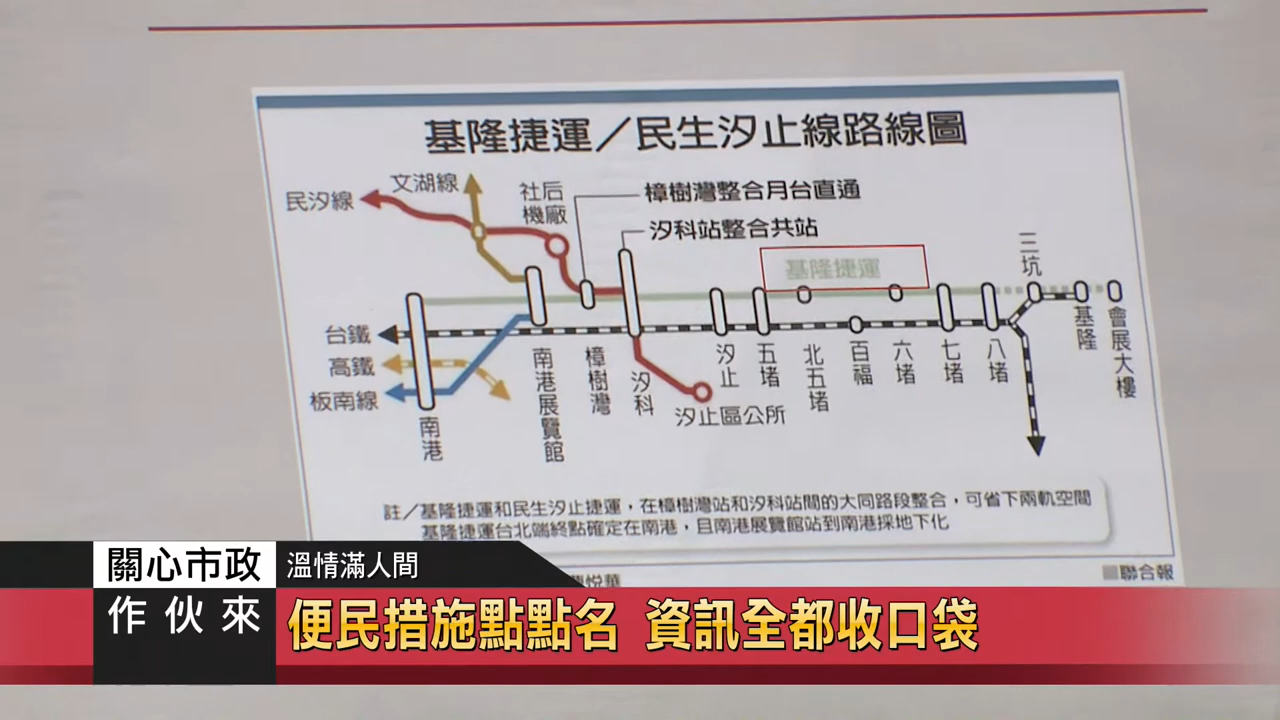 基隆捷運／民生汐止線路線圖
民汐線
文湖線
社后
機廠
樟樹灣整合月台直通
汐科站整合共站
基隆捷運
三坑
台鐵
高鐵
板南線
南港
南港展覽館
樟樹灣
汐科
汐止區公所
汐止
五堵
北五堵
百福
六堵
七堵
八堵
基隆
會展大樓
註／基隆捷運和民生汐止捷運，在樟樹灣站和汐科站間的大同路段整合，可省下兩軌空間
基隆捷運台北端終點確定在南港，且南港展覽館站到南港採地下化
悅華
聯合報
關心市政
溫情滿人間
作伙來
便民措施點點名 資訊全都收口袋